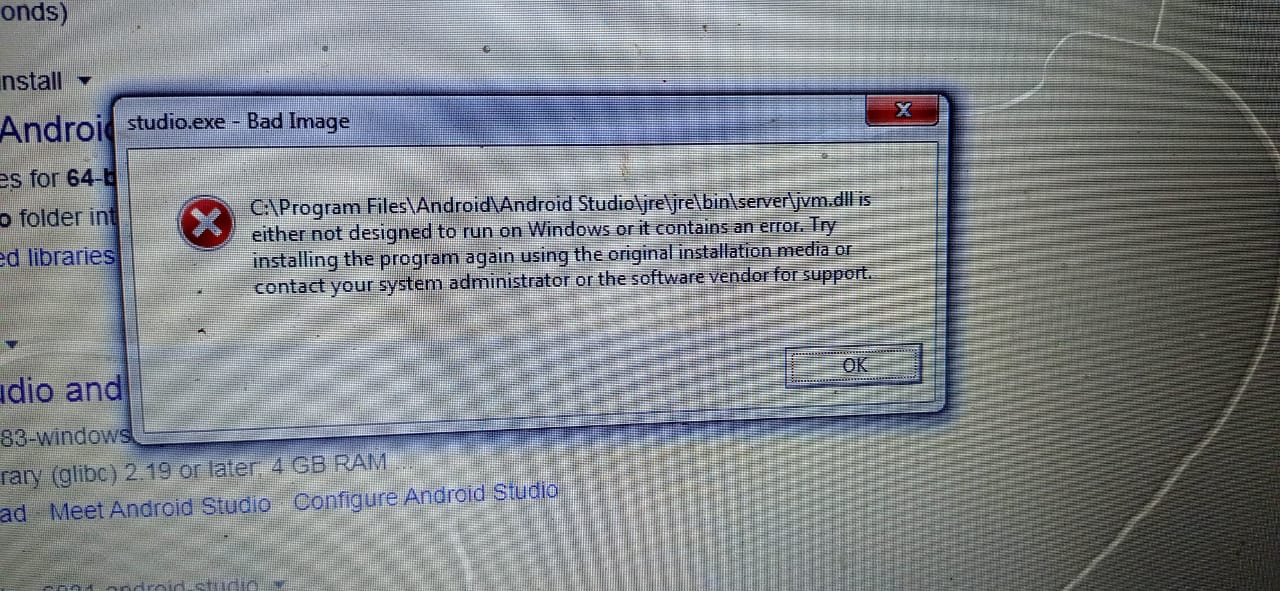 onds)
nstall
Androi
es for 64-b
o folder int
ed libraries
studio.exe - Bad Image
X
C:\Program Files\Android\Android Studio\jre\jre\bin\server\jvm.dll is
either not designed to run on Windows or it contains an error. Try
installing the program again using the original installation media or
contact your system administrator or the software vendor for support.
OK
udio and
83-windows
rary (glibc) 2.19 or later; 4 GB RAM ...
ad Meet Android Studio Configure Android Studio
android-studio